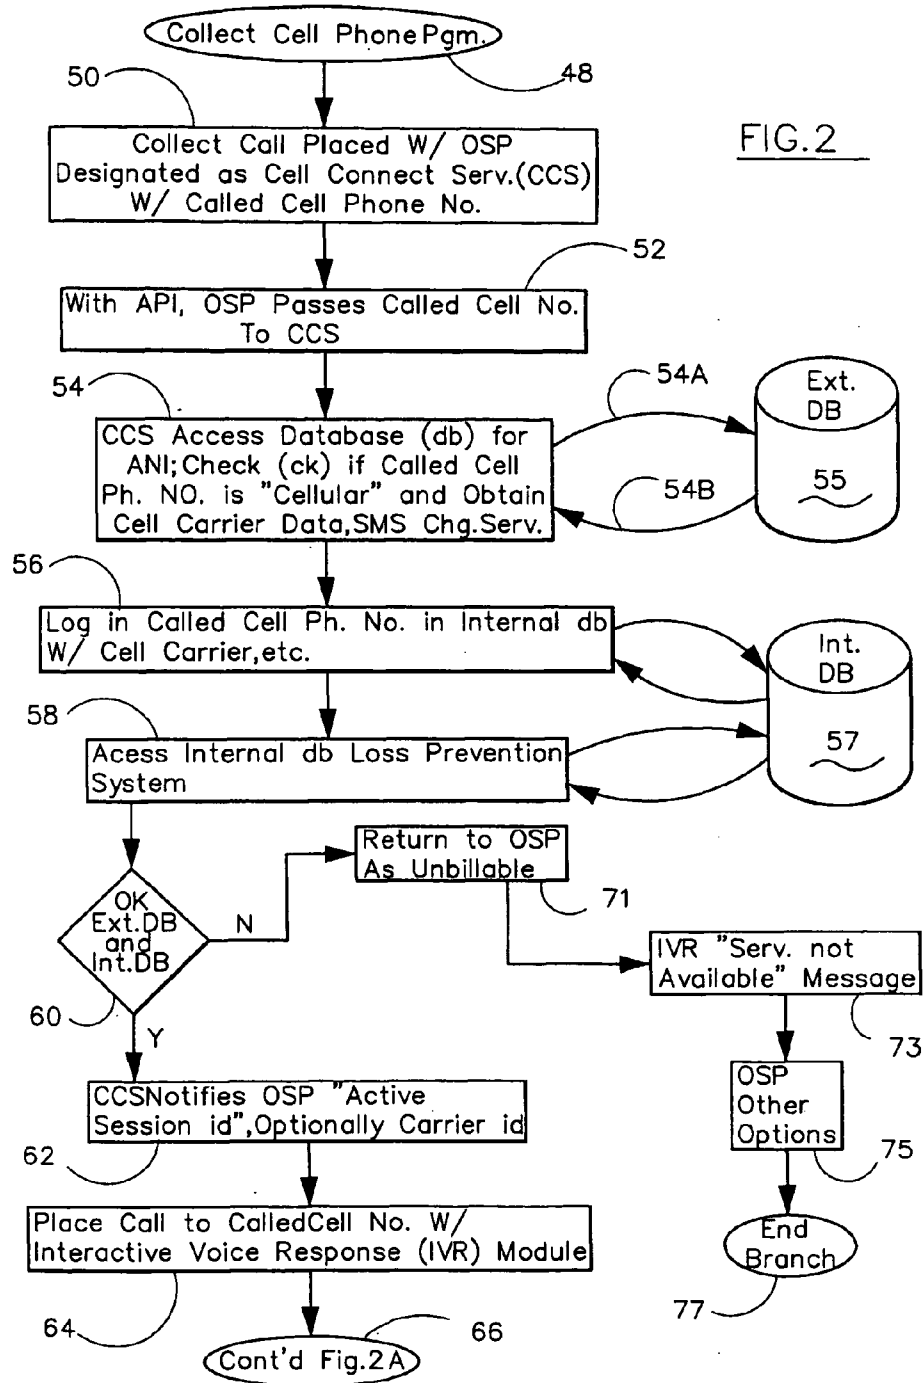 Collect Cell Phone Pgm.
48
50
Collect Call Placed W/ OSP
Designated as Cell Connect Serv.(CCS)
W/ Called Cell Phone No.
FIG.2
52
With API, OSP Passes Called Cell No.
To CCS
54
CCS Access Database (db) for
ANI;Check (ck) if Called Cell
Ph. NO. is "Cellular" and Obtain
Cell Carrier Data,SMS Chg.Serv.
54A
54B
Ext.
DB
55
56
Log in Called Cell Ph. No. in Internal db
W/ Cell Carrier,etc.
Int.
DB
57
58
Acess Internal db Loss Prevention
System
OK
Ext.DB
and
Int.DB
60
N
Y
Return to OSP
As Unbillable
71
IVR "Serv. not
Available" Message
73
OSP
Other
Options
75
End
Branch
77
CCSNotifies OSP "Active
Session id",Optionally Carrier id
62
Place Call to CalledCell No. W/
Interactive Voice Response (IVR) Module
64
66
Cont'd Fig.2A